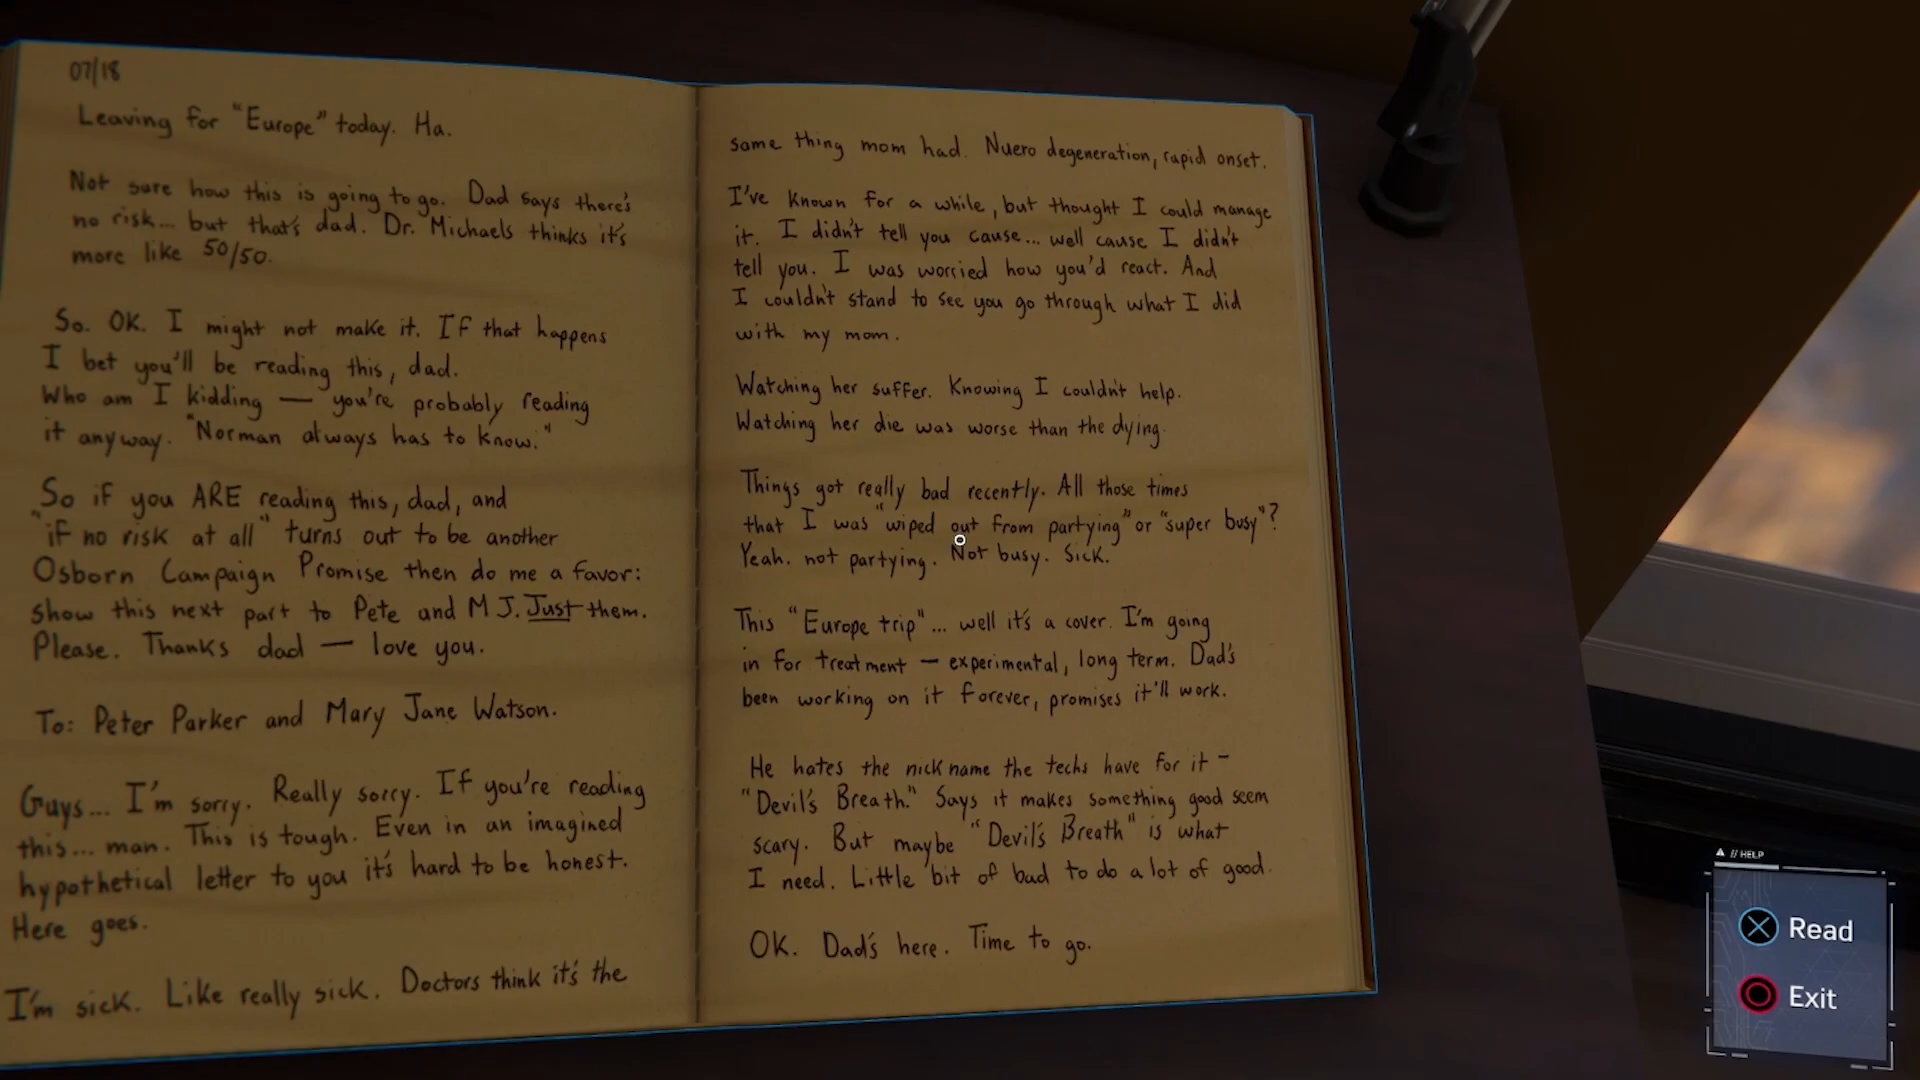 07/18
Leaving for "Europe" today. Ha.
Not sure how this is going to go. Dad says there's
no risk... but that's dad. Dr. Michaels thinks it's
more like 50/50.
So. OK. I might not make it. If that happens
I bet you'll be reading this, dad.
Who am I kidding — you're probably reading
it anyway. "Norman always has to know."
So if you ARE reading this, dad, and
"if no risk at all" turns out to be another
Osborn Campaign Promise then do me a favor:
show this next part to Pete and MJ. Just them.
Please. Thanks dad — love you.
To: Peter Parker and Mary Jane Watson.
Guys... I'm sorry. Really sorry. If you're reading
this... man. This is tough. Even in an imagined
hypothetical letter to you it's hard to be honest.
Here goes.
I'm sick. Like really sick. Doctors think it's the
same thing mom had. Nuero degeneration, rapid onset.
I've known for a while, but thought I could manage
it. I didn't tell you cause... well cause I didn't
tell you. I was worried how you'd react. And
I couldn't stand to see you go through what I did
with my mom.
Watching her suffer. Knowing I couldn't help.
Watching her die was worse than the dying.
Things got really bad recently. All those times
that I was "wiped out from partying" or "super busy"?
Yeah. not partying. Not busy. Sick.
This "Europe trip"... well it's a cover. I'm going
in for treatment — experimental, long term. Dad's
been working on it forever, promises it'll work.
He hates the nickname the techs have for it -
"Devil's Breath." Says it makes something good seem
scary. But maybe "Devil's Breath" is what
I need. Little bit of bad to do a lot of good.
OK. Dad's here. Time to go.
// HELP
Read
Exit